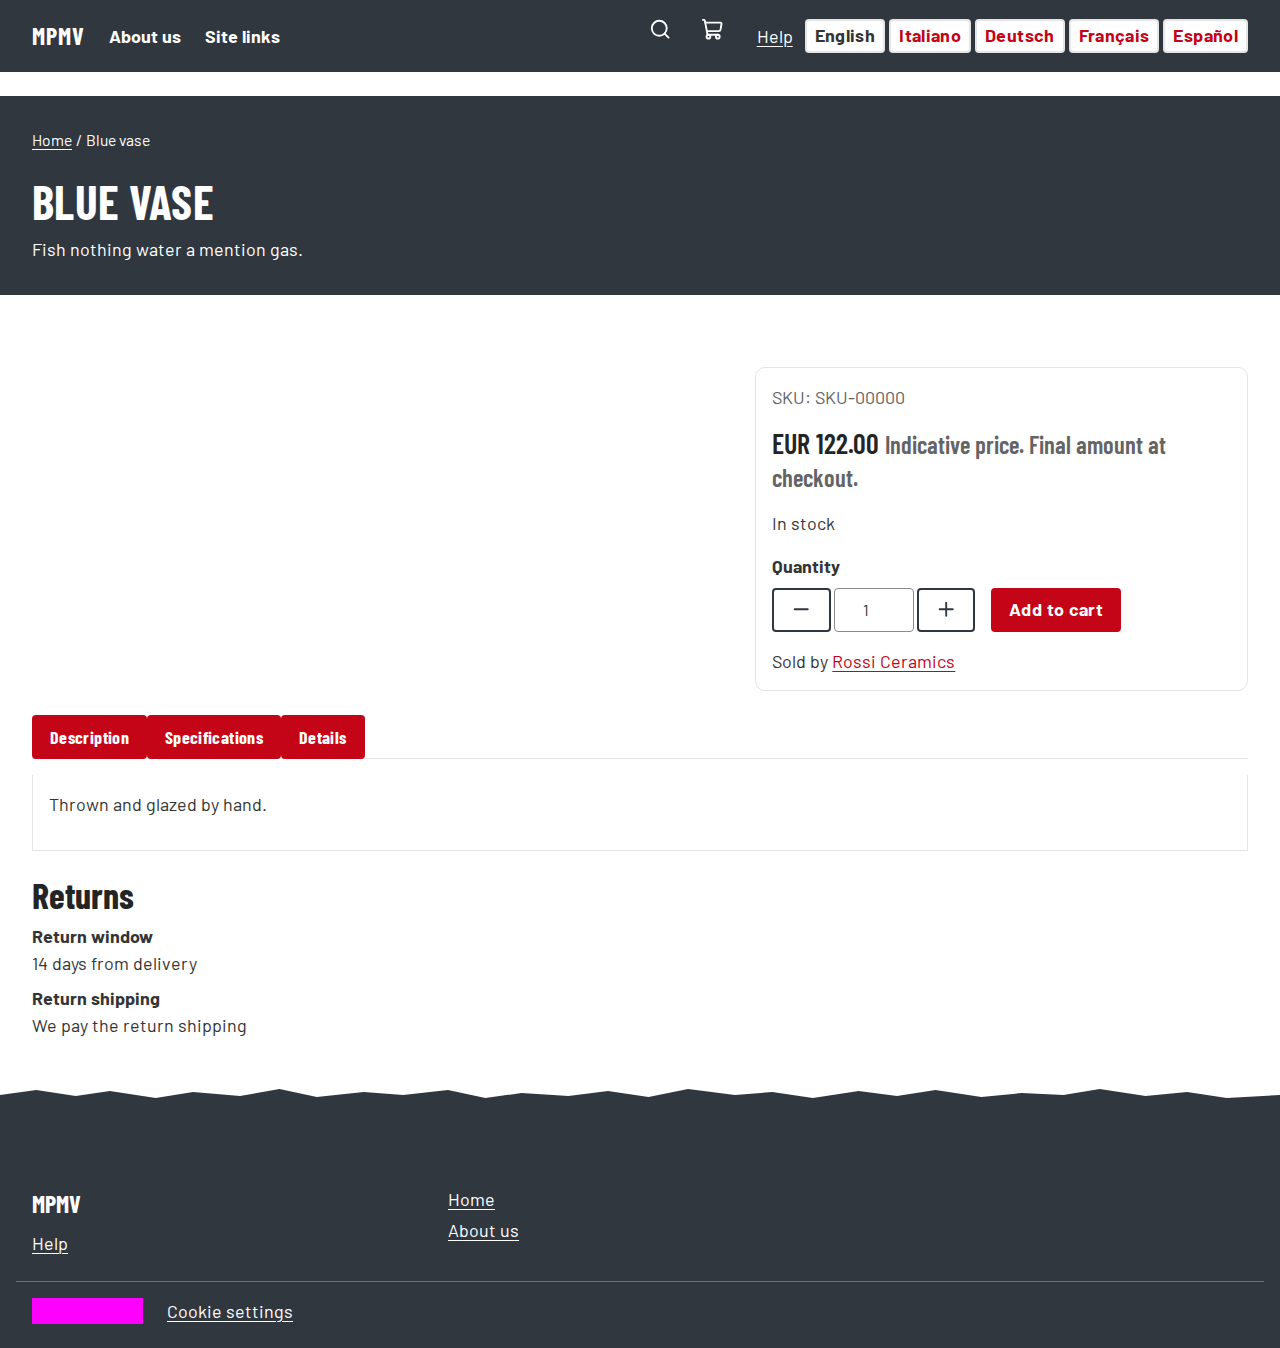 MPMV About us Site links Help English Italiano Deutsch Français Español
Home / Blue vase
BLUE VASE
Fish nothing water a mention gas.
SKU: SKU-00000
EUR 122.00 Indicative price. Final amount at
checkout.
In stock
Quantity
1 Add to cart
Sold by Rossi Ceramics
Description Specifications Details
Thrown and glazed by hand.
Returns
Return window
14 days from delivery
Return shipping
We pay the return shipping
MPMV
Help
Home
About us
Cookie settings